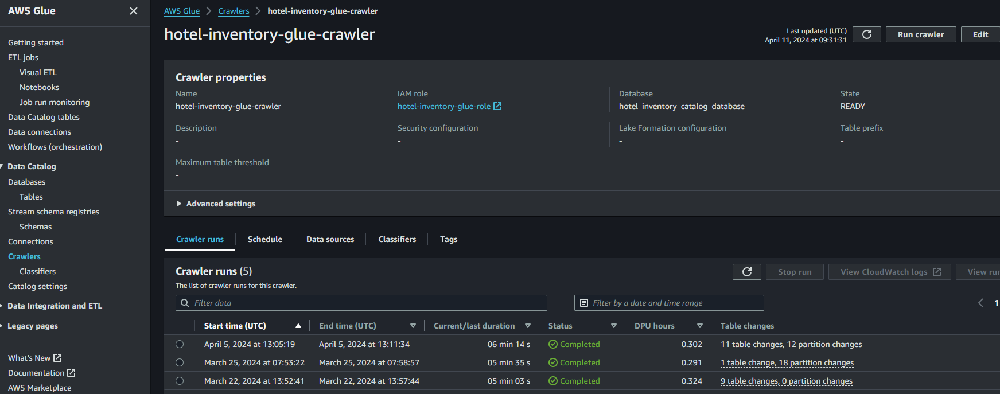 AWS Glue
Getting started
ETL jobs
Visual ETL
Notebooks
Job run monitoring
Data Catalog tables
Data connections
Workflows (orchestration)
Data Catalog
Databases
Tables
Stream schema registries
Schemas
Connections
Crawlers
Classifiers
Catalog settings
Data Integration and ETL
Legacy pages
What's New
Documentation
AWS Marketplace
AWS Glue > Crawlers > hotel-inventory-glue-crawler
hotel-inventory-glue-crawler
Last updated (UTC)
April 11, 2024 at 09:31:31
Run crawler
Edit
Crawler properties
Name
hotel-inventory-glue-crawler
IAM role
hotel-inventory-glue-role
Database
hotel_inventory_catalog_database
State
READY
Description
-
Security configuration
-
Lake Formation configuration
-
Table prefix
-
Maximum table threshold
-
Advanced settings
Crawler runs
Schedule
Data sources
Classifiers
Tags
Crawler runs (5)
The list of crawler runs for this crawler.
Stop run
View CloudWatch logs
View run
Filter data
Filter by a date and time range
1
Start time (UTC) End time (UTC) Current/last duration Status DPU hours Table changes
April 5, 2024 at 13:05:19 April 5, 2024 at 13:11:34 06 min 14 s Completed 0.302 11 table changes, 12 partition changes
March 25, 2024 at 07:53:22 March 25, 2024 at 07:58:57 05 min 35 s Completed 0.291 1 table change, 18 partition changes
March 22, 2024 at 13:52:41 March 22, 2024 at 13:57:44 05 min 03 s Completed 0.324 9 table changes, 0 partition changes